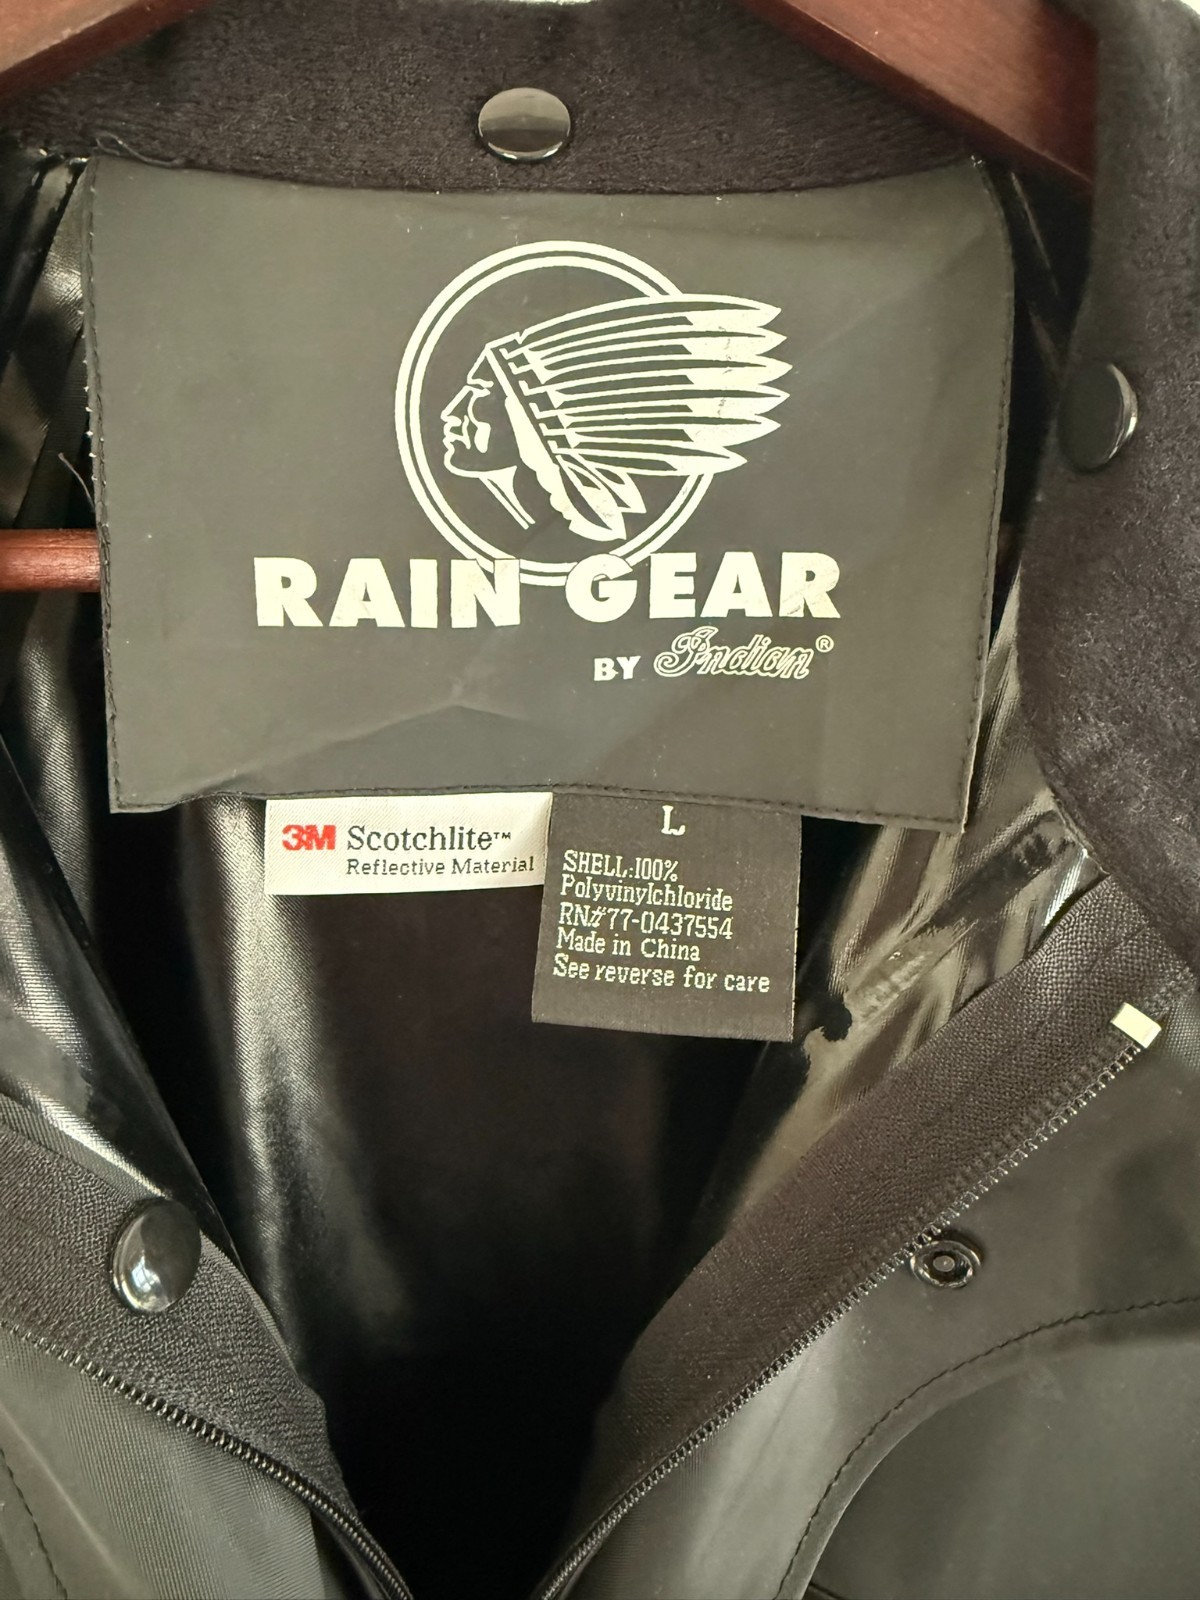 RAIN GEAR
BY Indian®
3M Scotchlite™
Reflective Material
L
SHELL:100%
Polyvinylchloride
RN#77-0437554
Made in China
See reverse for care